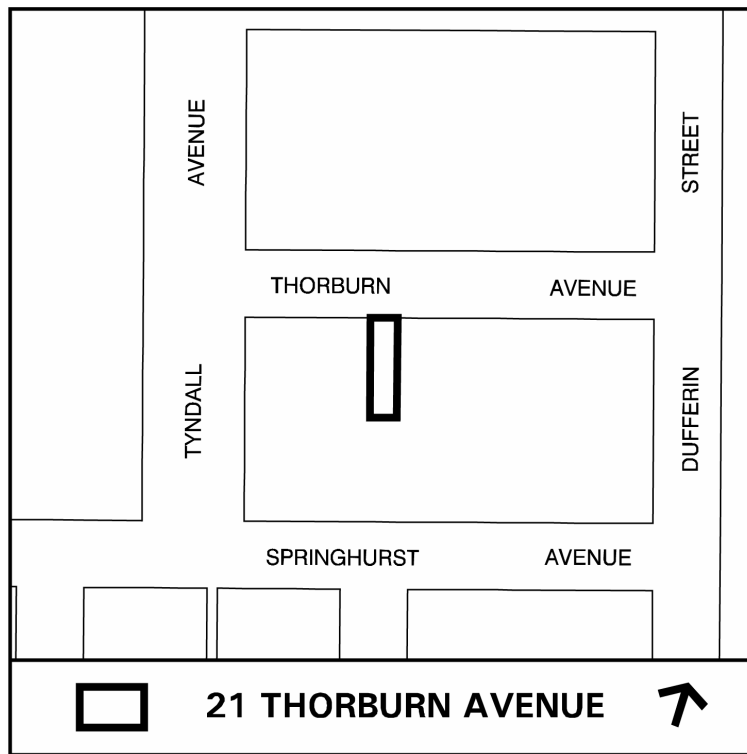 TYNDALL AVENUE
DUFFERIN STREET
THORBURN AVENUE
SPRINGHURST AVENUE
21 THORBURN AVENUE